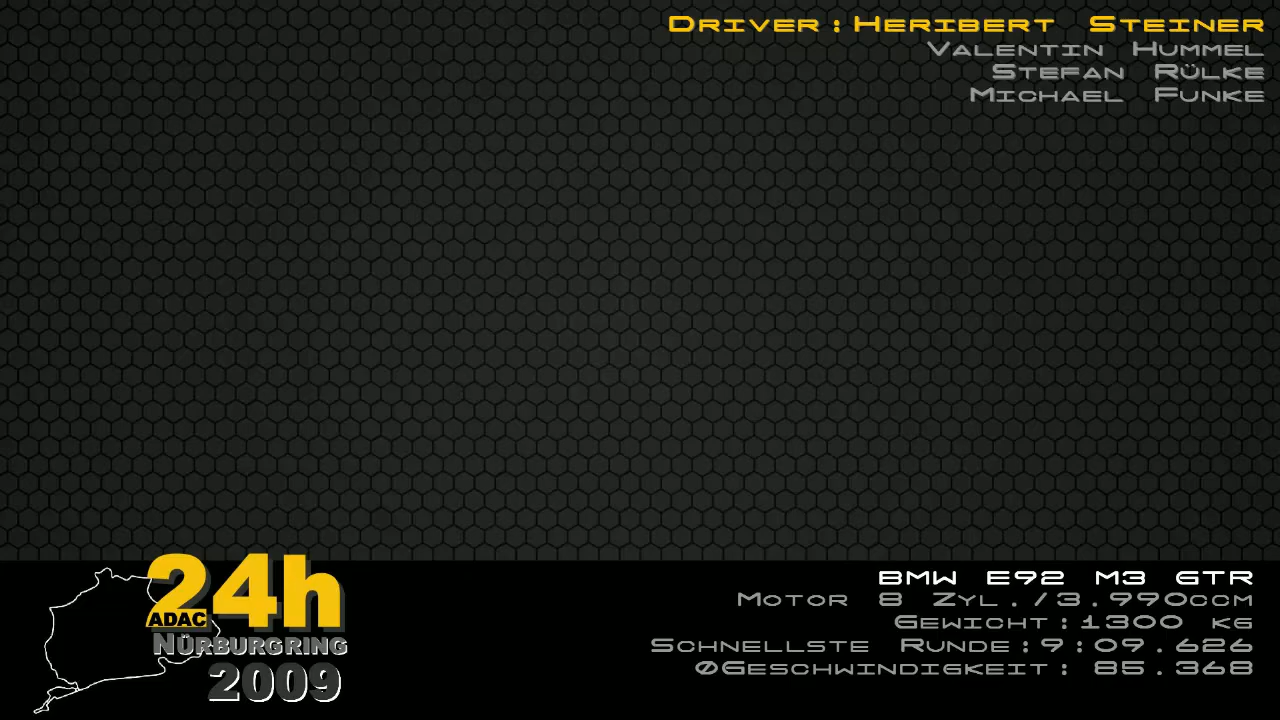 Driver:Heribert Steiner
Valentin Hummel
Stefan Rülke
Michael Funke
24h
ADAC
Nürburgring
2009
BMW E92 M3 GTR
Motor 8 Zyl./3.990ccm
Gewicht:1300 kg
Schnellste Runde:9:09.626
ØGeschwindigkeit: 85.368